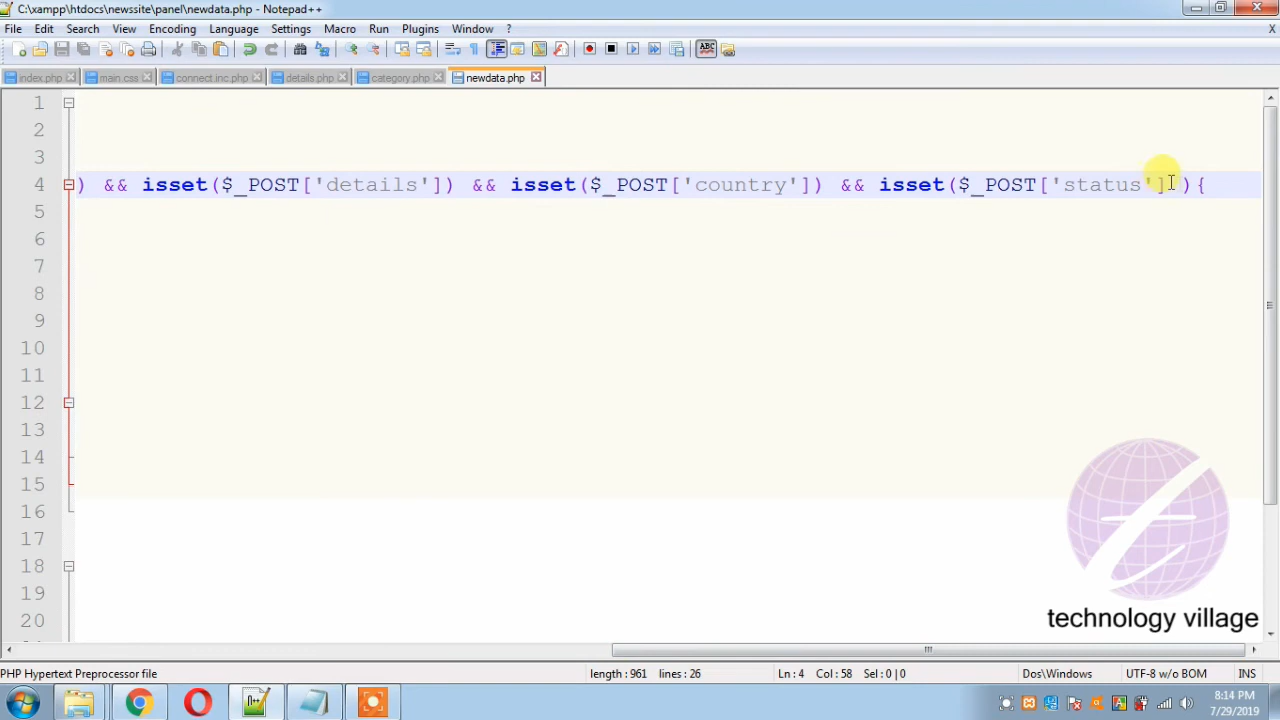 C:\xampp\htdocs\newssite\panel\newdata.php - Notepad++
File Edit Search View Encoding Language Settings Macro Run Plugins Window ? X
index.php main.css connect.inc.php details.php category.php newdata.php
1
2
3
4 ) && isset($_POST['details']) && isset($_POST['country']) && isset($_POST['status'] ){
5
6
7
8
9
10
11
12
13
14
15
16
17
18
19
20
technology village
PHP Hypertext Preprocessor file length : 961 lines : 26 Ln : 4 Col : 58 Sel : 0 | 0 Dos\Windows UTF-8 w/o BOM INS
8:14 PM
7/29/2019